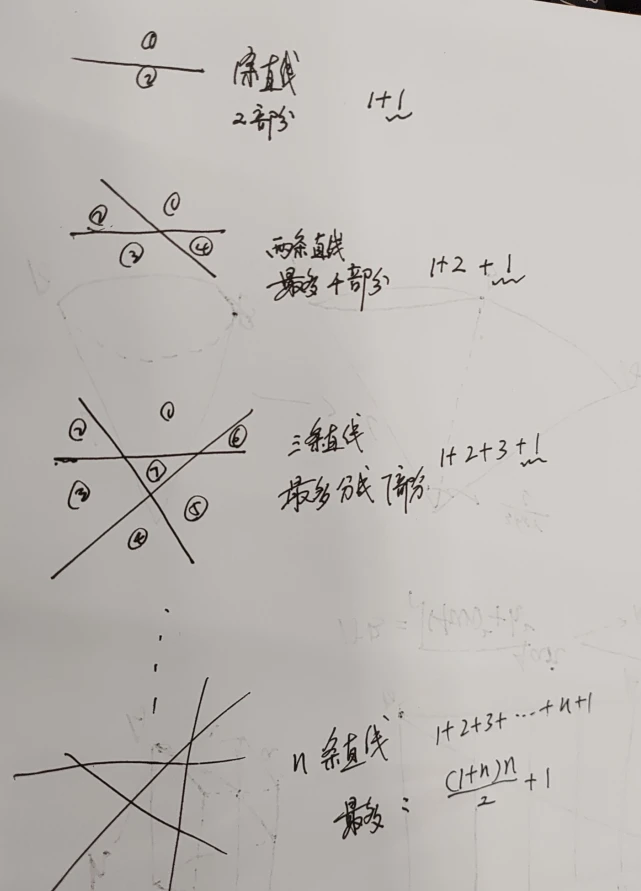 ① 
②
1条直线
2部分
1+1
②
①
③
④
两条直线
最多4部分
1+2+1
①
②
⑥
⑦
③
⑤
④
三条直线
最多分成7部分
1+2+3+1
n条直线
1+2+3+⋯+n+1
最多:
(1+n)n/2+1